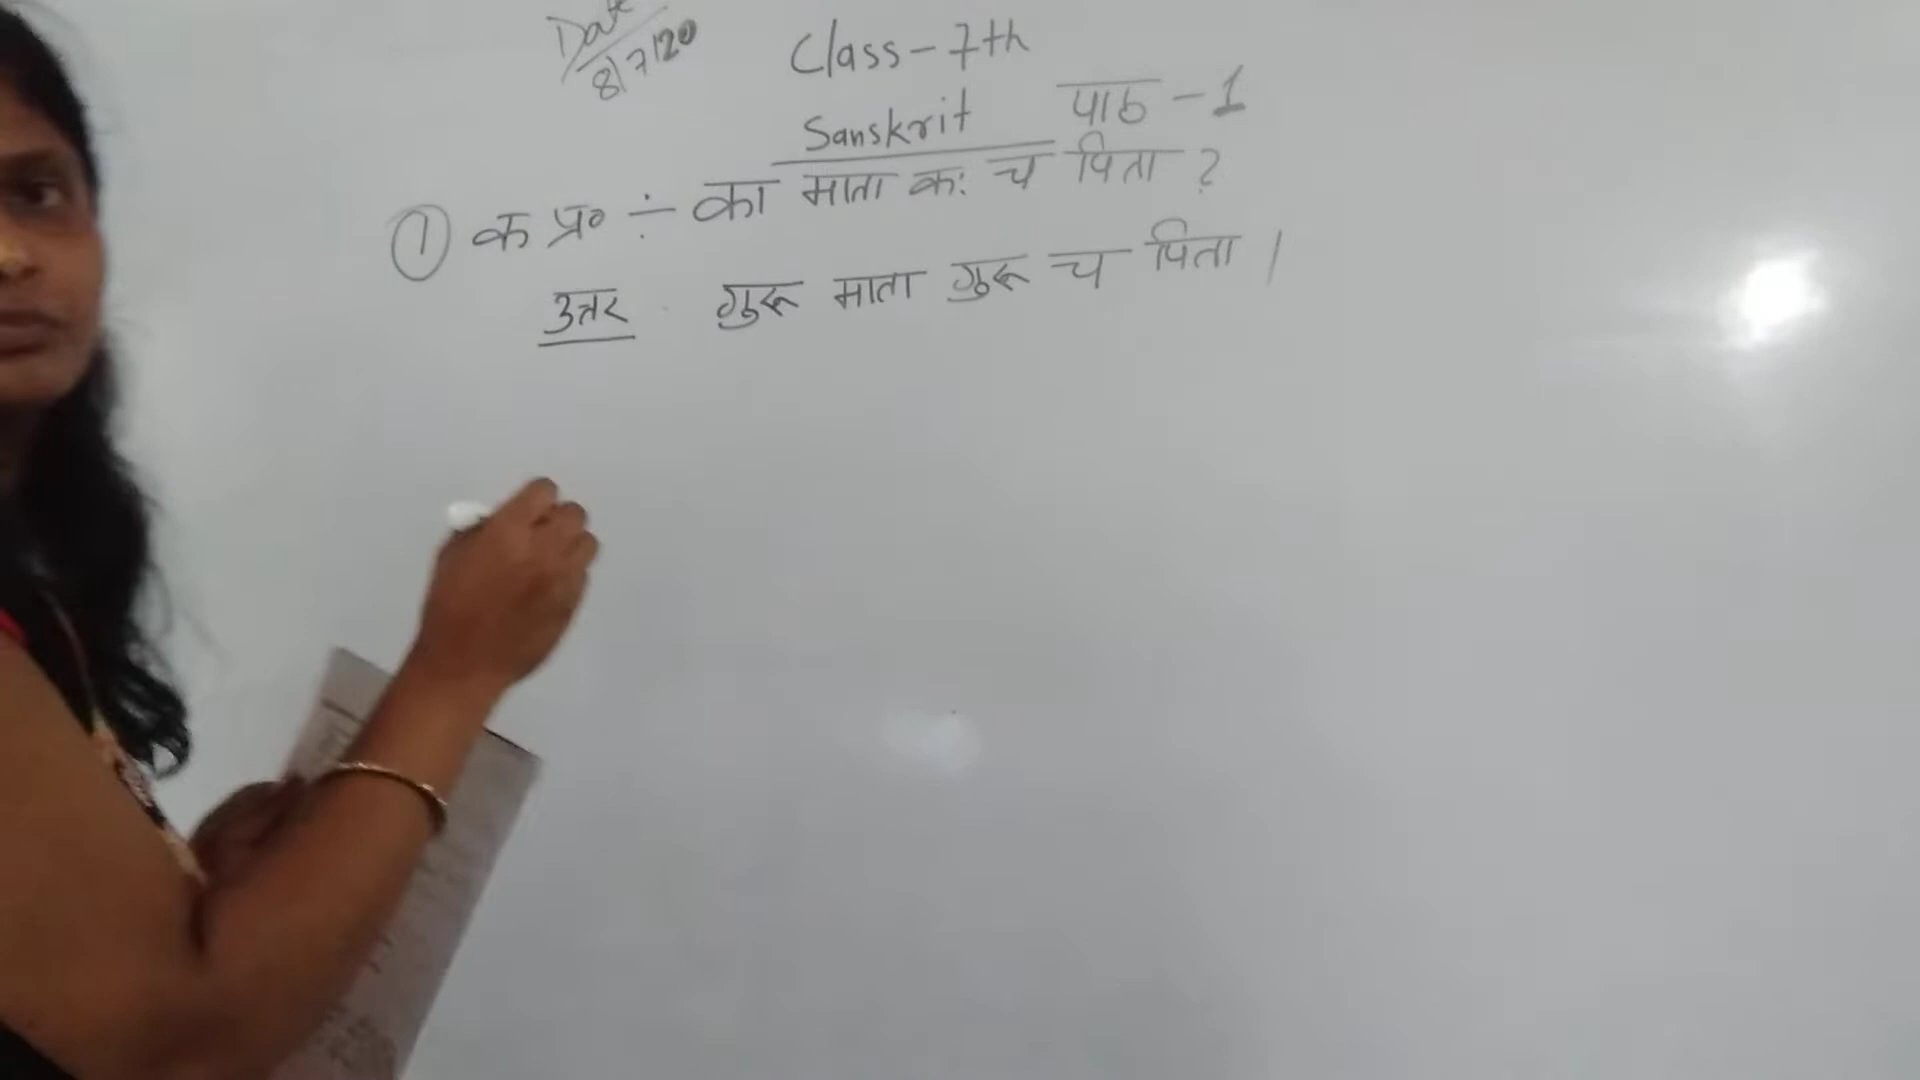 Date
8/7/20
Class-7th
Sanskrit पाठ-1
① क प्र० ÷ का माता कः च पिता ?
उत्तर गुरू माता गुरू च पिता ।